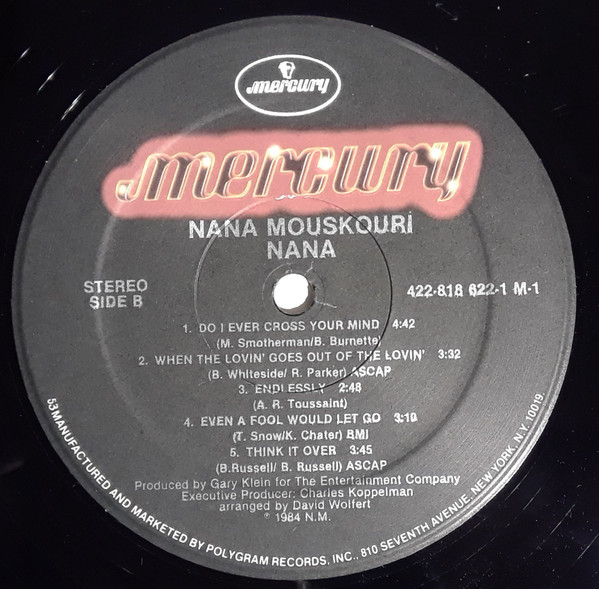 mercury
mercury
NANA MOUSKOURI
NANA
STEREO
SIDE B
422-818 622-1 M-1
1. DO I EVER CROSS YOUR MIND 4:42
(M. Smotherman/B. Burnette)
2. WHEN THE LOVIN' GOES OUT OF THE LOVIN' 3:32
(B. Whiteside/ R. Parker) ASCAP
3. ENDLESSLY 2:48
(A. R. Toussaint)
4. EVEN A FOOL WOULD LET GO 3:10
(T. Snow/K. Chater) BMI
5. THINK IT OVER 3:45
(B.Russell/ B. Russell) ASCAP
Produced by Gary Klein for The Entertainment Company
Executive Producer: Charles Koppelman
arranged by David Wolfert
℗ 1984 N.M.
53 MANUFACTURED AND MARKETED BY POLYGRAM RECORDS, INC., 810 SEVENTH AVENUE, NEW YORK, N.Y. 10019.